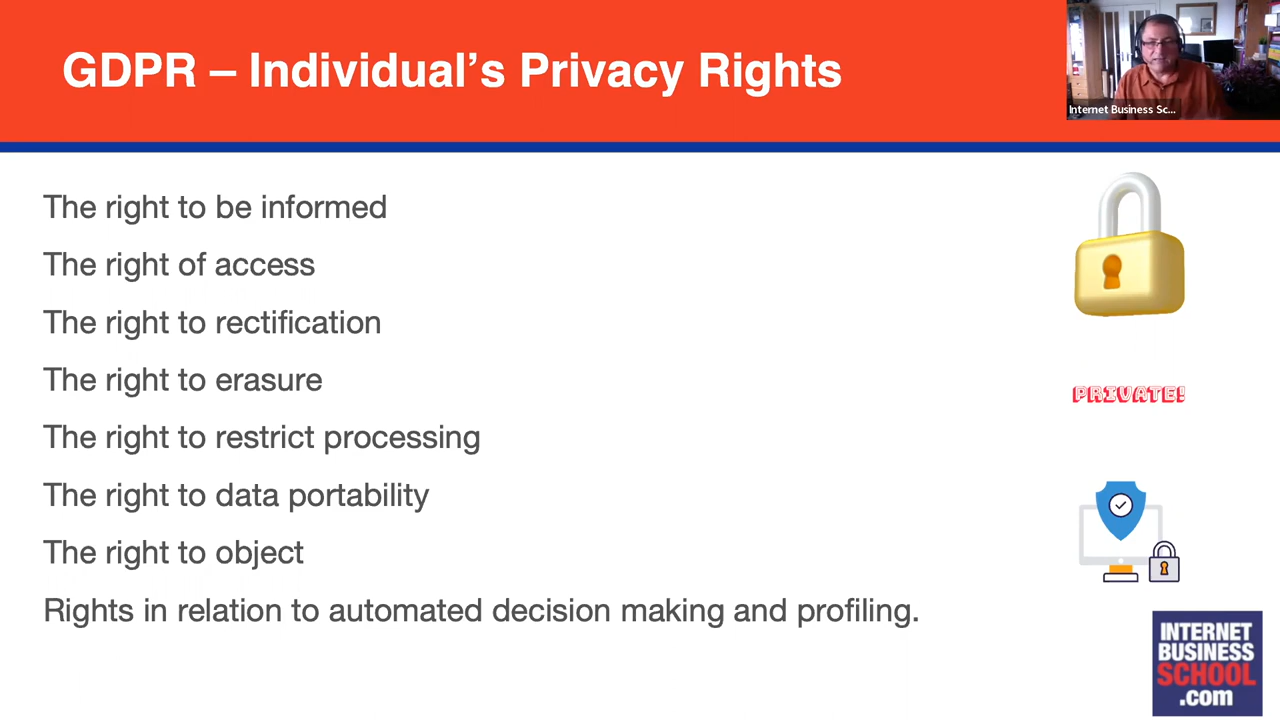 GDPR – Individual's Privacy Rights
Internet Business Sc...
The right to be informed
The right of access
The right to rectification
The right to erasure
The right to restrict processing
The right to data portability
The right to object
Rights in relation to automated decision making and profiling.
PRIVATE!
INTERNET
BUSINESS
SCHOOL
.com